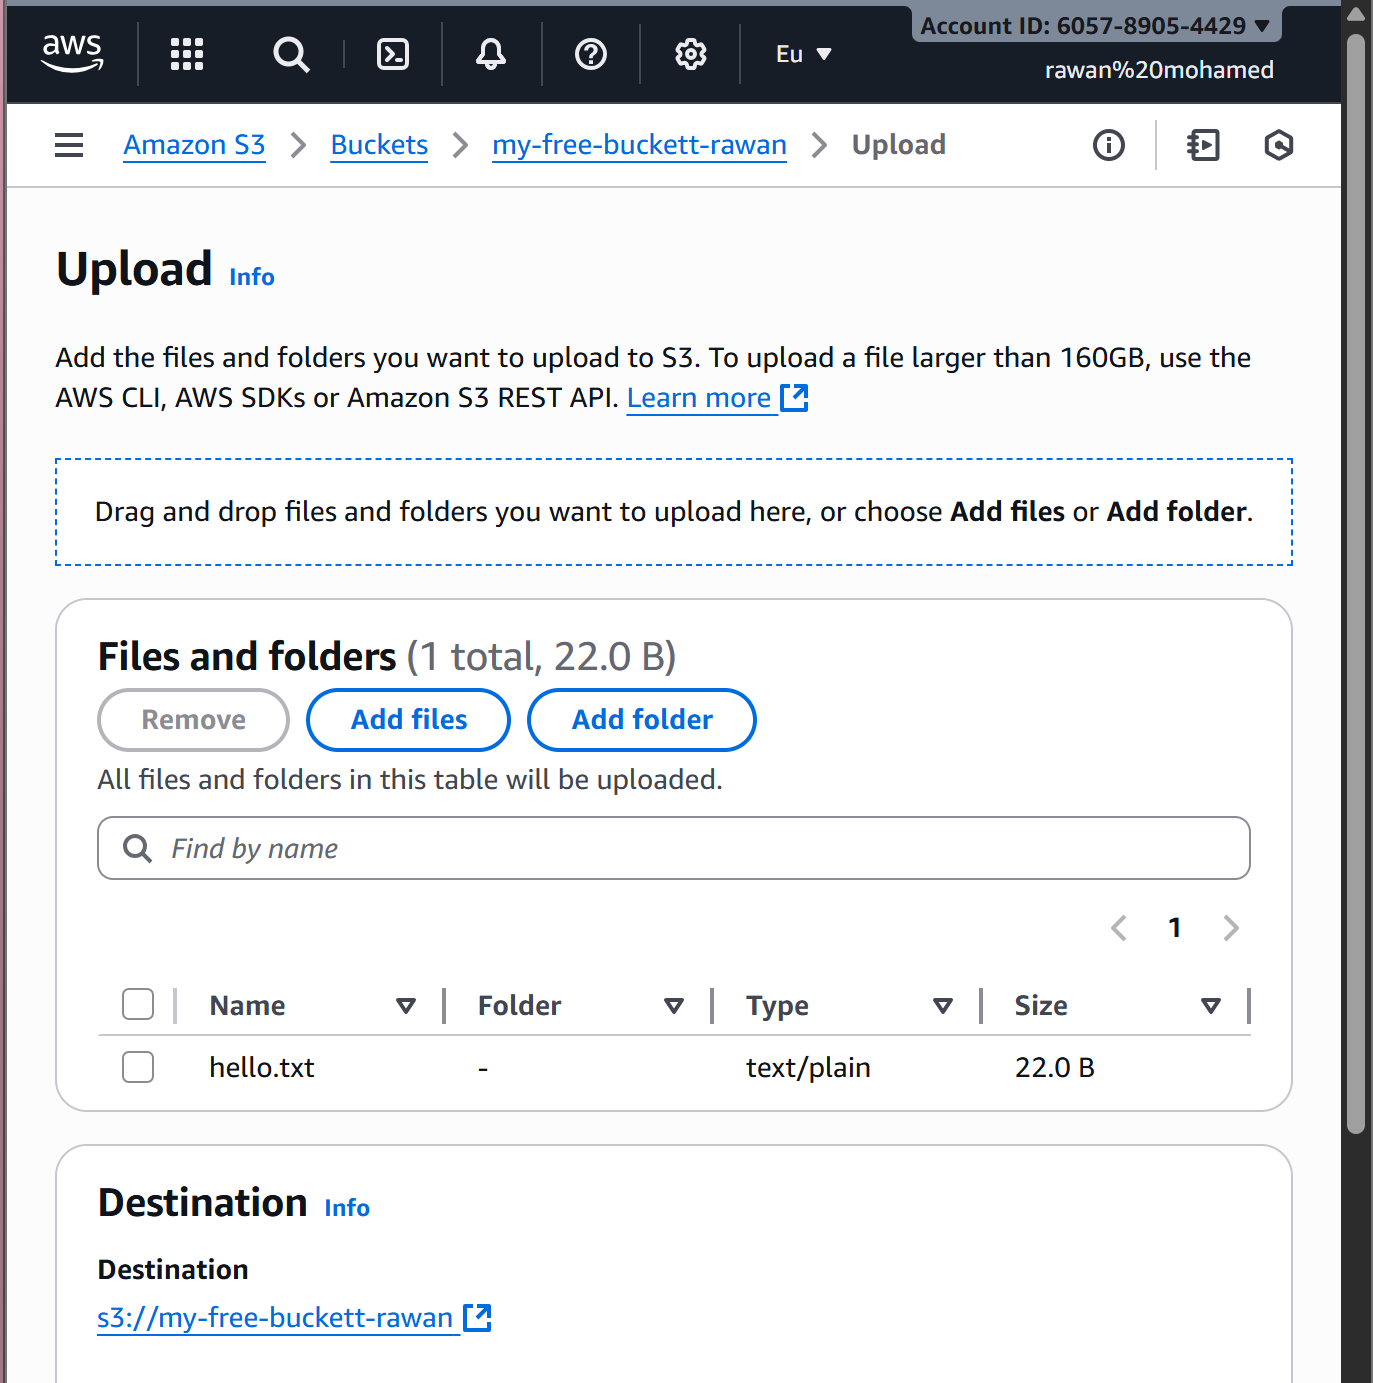 aws
Eu
Account ID: 6057-8905-4429
rawan%20mohamed
Amazon S3 > Buckets > my-free-buckett-rawan > Upload
Upload Info
Add the files and folders you want to upload to S3. To upload a file larger than 160GB, use the
AWS CLI, AWS SDKs or Amazon S3 REST API. Learn more
Drag and drop files and folders you want to upload here, or choose Add files or Add folder.
Files and folders (1 total, 22.0 B)
Remove Add files Add folder
All files and folders in this table will be uploaded.
Find by name
1
Name Folder Type Size
hello.txt - text/plain 22.0 B
Destination Info
Destination
s3://my-free-buckett-rawan